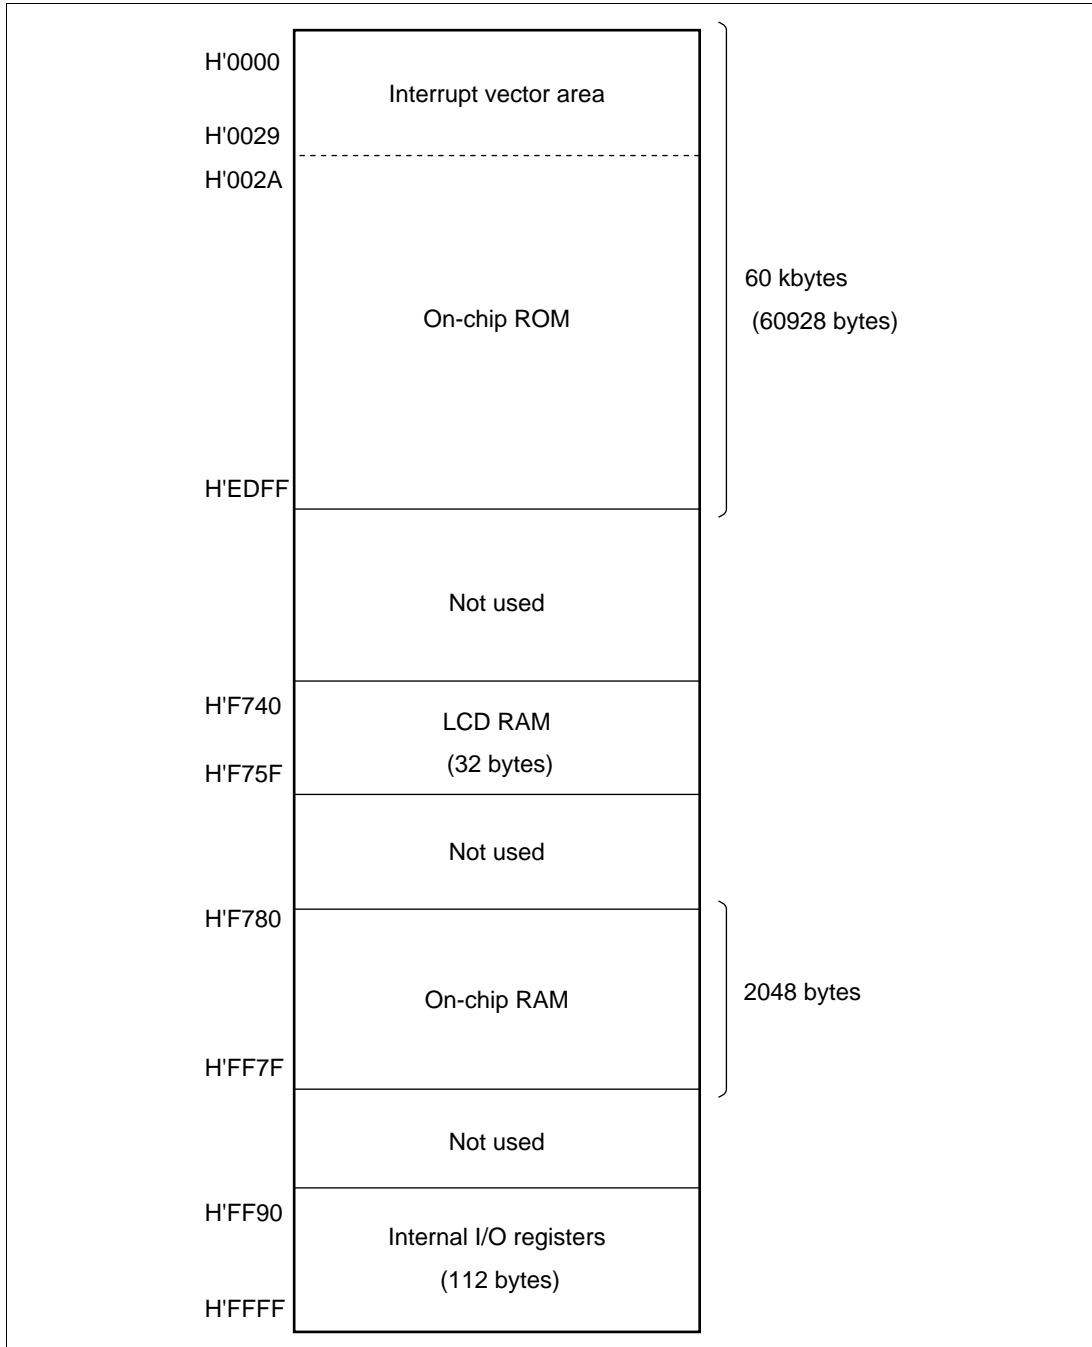 H'0000
Interrupt vector area
H'0029
H'002A
60 kbytes
On-chip ROM
(60928 bytes)
H'EDFF
Not used
H'F740
LCD RAM
(32 bytes)
H'F75F
Not used
H'F780
On-chip RAM
2048 bytes
H'FF7F
Not used
H'FF90
Internal I/O registers
(112 bytes)
H'FFFF